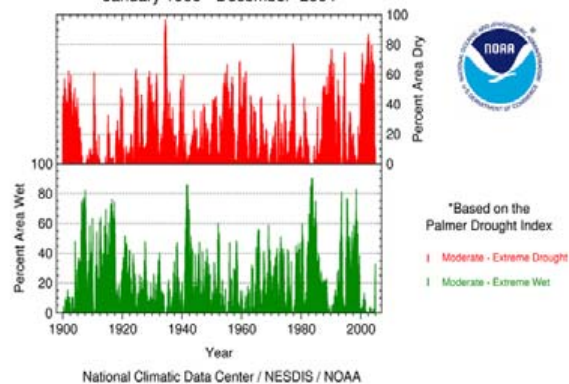 100
80
60
40
20
0
Percent Area Dry
100
80
60
40
20
0
Percent Area Wet
1900
1920
1940
1960
1980
2000
Year
National Climatic Data Center / NESDIS / NOAA
NOAA
NATIONAL OCEANIC AND ATMOSPHERIC ADMINISTRATION
U.S. DEPARTMENT OF COMMERCE
*Based on the
Palmer Drought Index
Moderate - Extreme Drought
Moderate - Extreme Wet